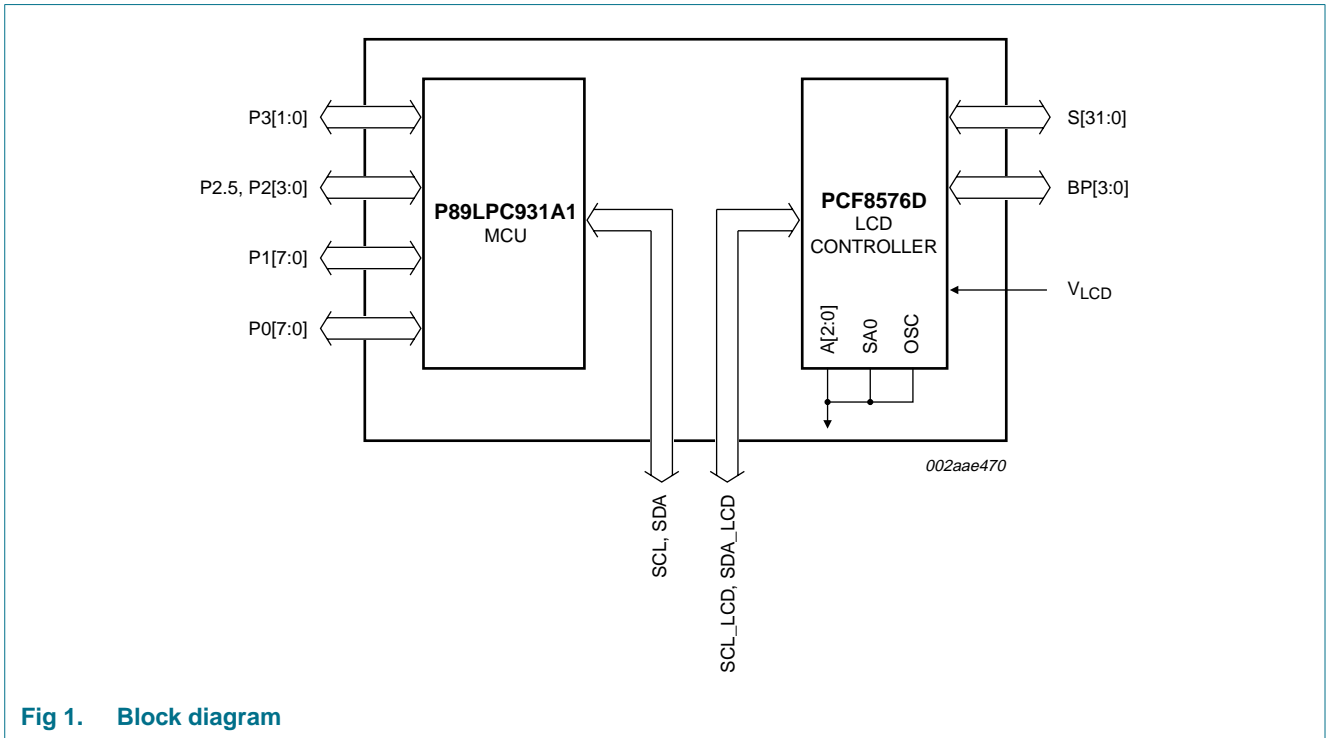 P3[1:0]
P2.5, P2[3:0]
P1[7:0]
P0[7:0]
P89LPC931A1
MCU
PCF8576D
LCD
CONTROLLER
A[2:0]
SA0
OSC
S[31:0]
BP[3:0]
VLCD
002aae470
SCL, SDA
SCL_LCD, SDA_LCD
Fig 1. Block diagram